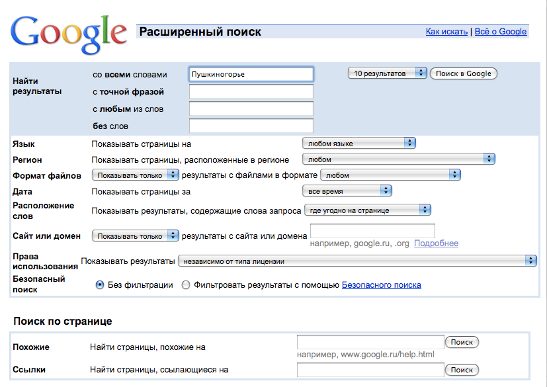 Google Расширенный поиск Как искать | Всё о Google
Найти результаты со всеми словами Пушкиногорье 10 результатов Поиск в Google
с точной фразой
с любым из слов
без слов
Язык Показывать страницы на любом языке
Регион Показывать страницы, расположенные в регионе любом
Формат файлов Показывать только результаты с файлами в формате любом
Дата Показывать страницы за все время
Расположение слов Показывать результаты, содержащие слова запроса где угодно на странице
Сайт или домен Показывать только результаты с сайта или домена
например, google.ru, .org Подробнее
Права использования Показывать результаты независимо от типа лицензии
Безопасный поиск Без фильтрации Фильтровать результаты с помощью Безопасного поиска
Поиск по странице
Похожие Найти страницы, похожие на Поиск
например, www.google.ru/help.html
Ссылки Найти страницы, ссылающиеся на Поиск